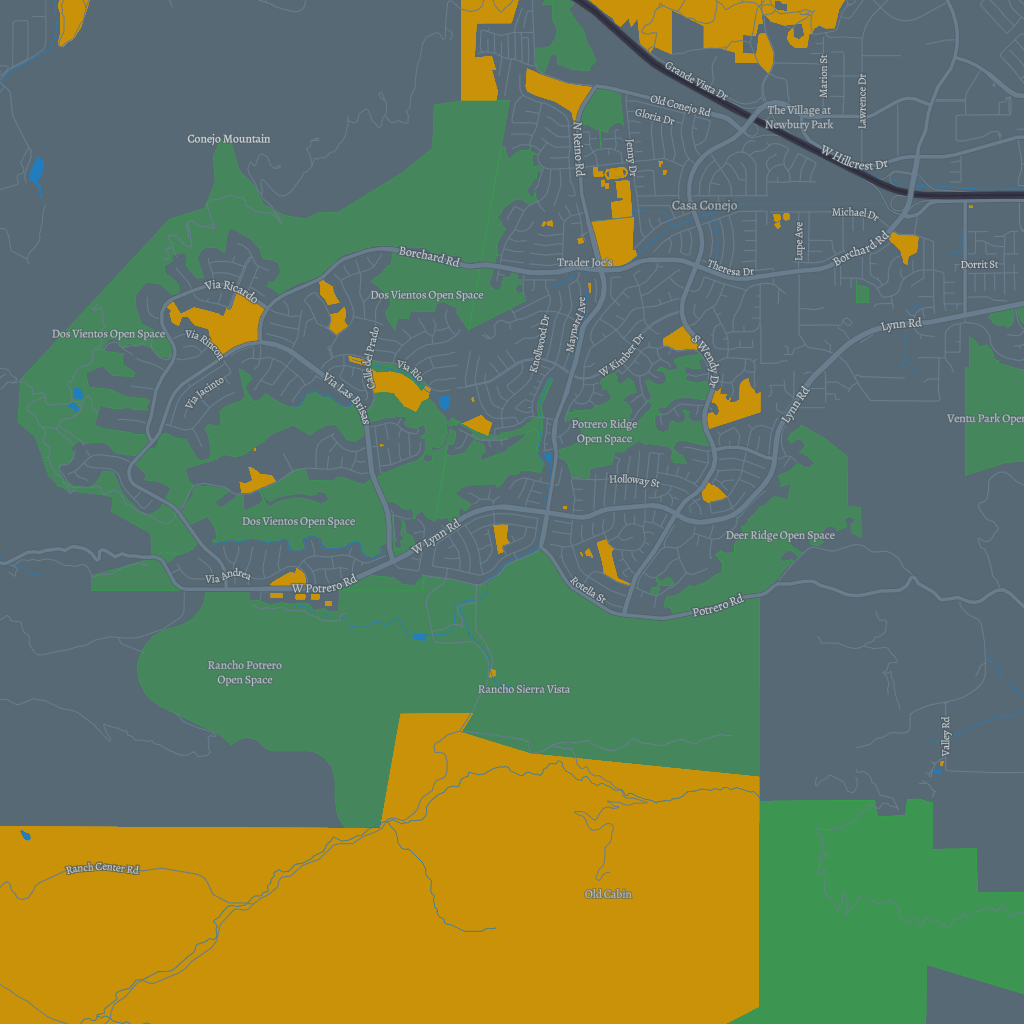 Grande Vista Dr
Marion St
Lawrence Dr
Old Conejo Rd
Gloria Dr
The Village at
Newbury Park
Conejo Mountain
N Reino Rd
Jenny Dr
W Hillcrest Dr
Casa Conejo
Michael Dr
Lupe Ave
Borchard Rd
Borchard Rd
Trader Joe's
Theresa Dr
Dorrit St
Via Ricardo
Dos Vientos Open Space
Maynard Ave
Lynn Rd
Dos Vientos Open Space
Via Rincon
Calle del Prado
Knollwood Dr
W Kimber Dr
S Wendy Dr
Via Rio
Via Jacinto
Via Las Brisas
Lynn Rd
Potrero Ridge
Open Space
Ventu Park Open
Holloway St
Dos Vientos Open Space
W Lynn Rd
Deer Ridge Open Space
Via Andrea
W Potrero Rd
Rotella St
Potrero Rd
Rancho Potrero
Open Space
Rancho Sierra Vista
Valley Rd
Ranch Center Rd
Old Cabin